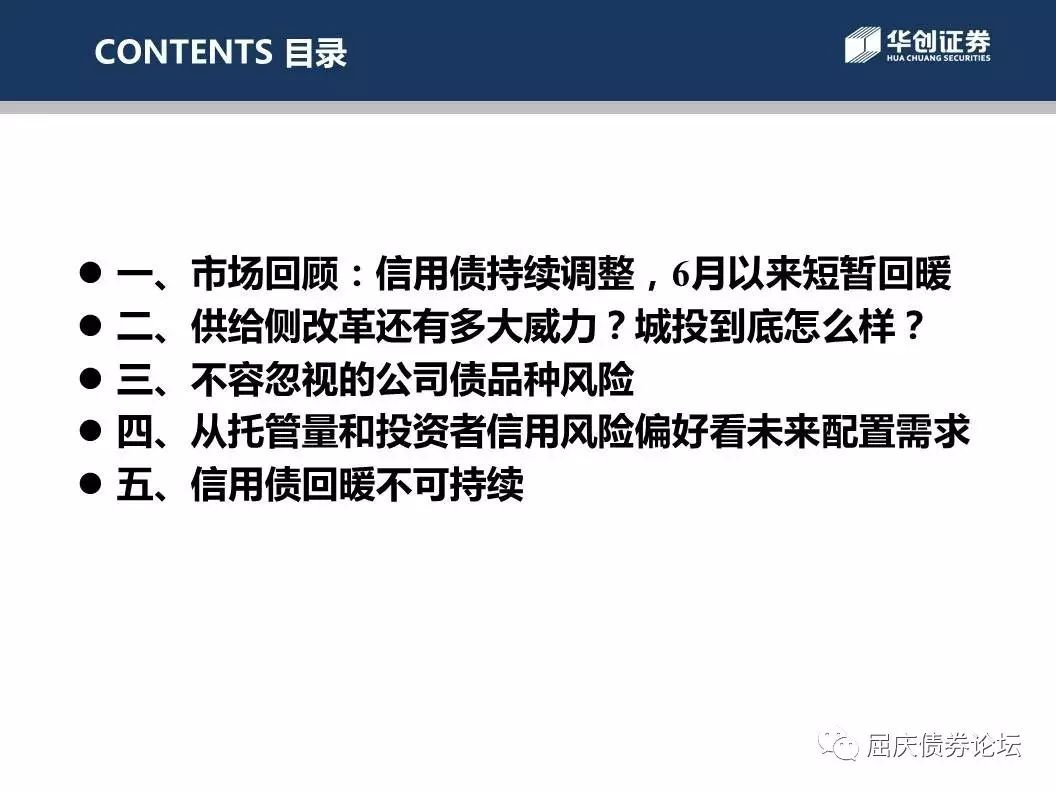 CONTENTS 目录
华创证券
HUA CHUANG SECURITIES
● 一、市场回顾：信用债持续调整，6月以来短暂回暖
● 二、供给侧改革还有多大威力？城投到底怎么样？
● 三、不容忽视的公司债品种风险
● 四、从托管量和投资者信用风险偏好看未来配置需求
● 五、信用债回暖不可持续
屈庆债券论坛